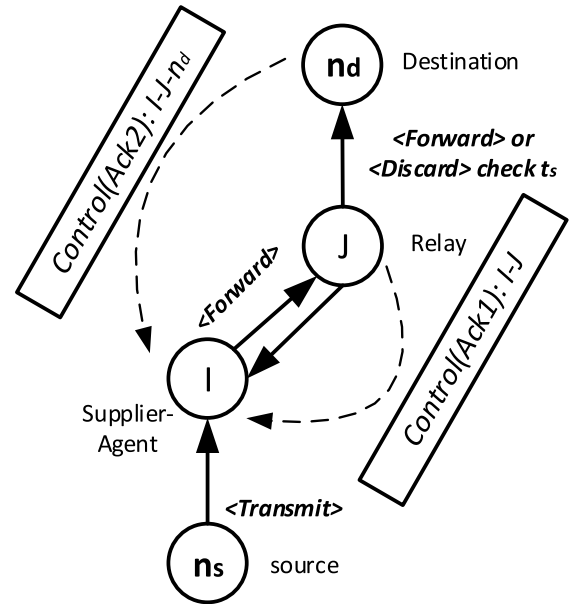 nd
Destination
Control(Ack2): I-J-nd
<Forward> or
<Discard> check ts
J
Relay
<Forward>
Control(Ack1): I-J
I
Supplier-
Agent
<Transmit>
ns
source